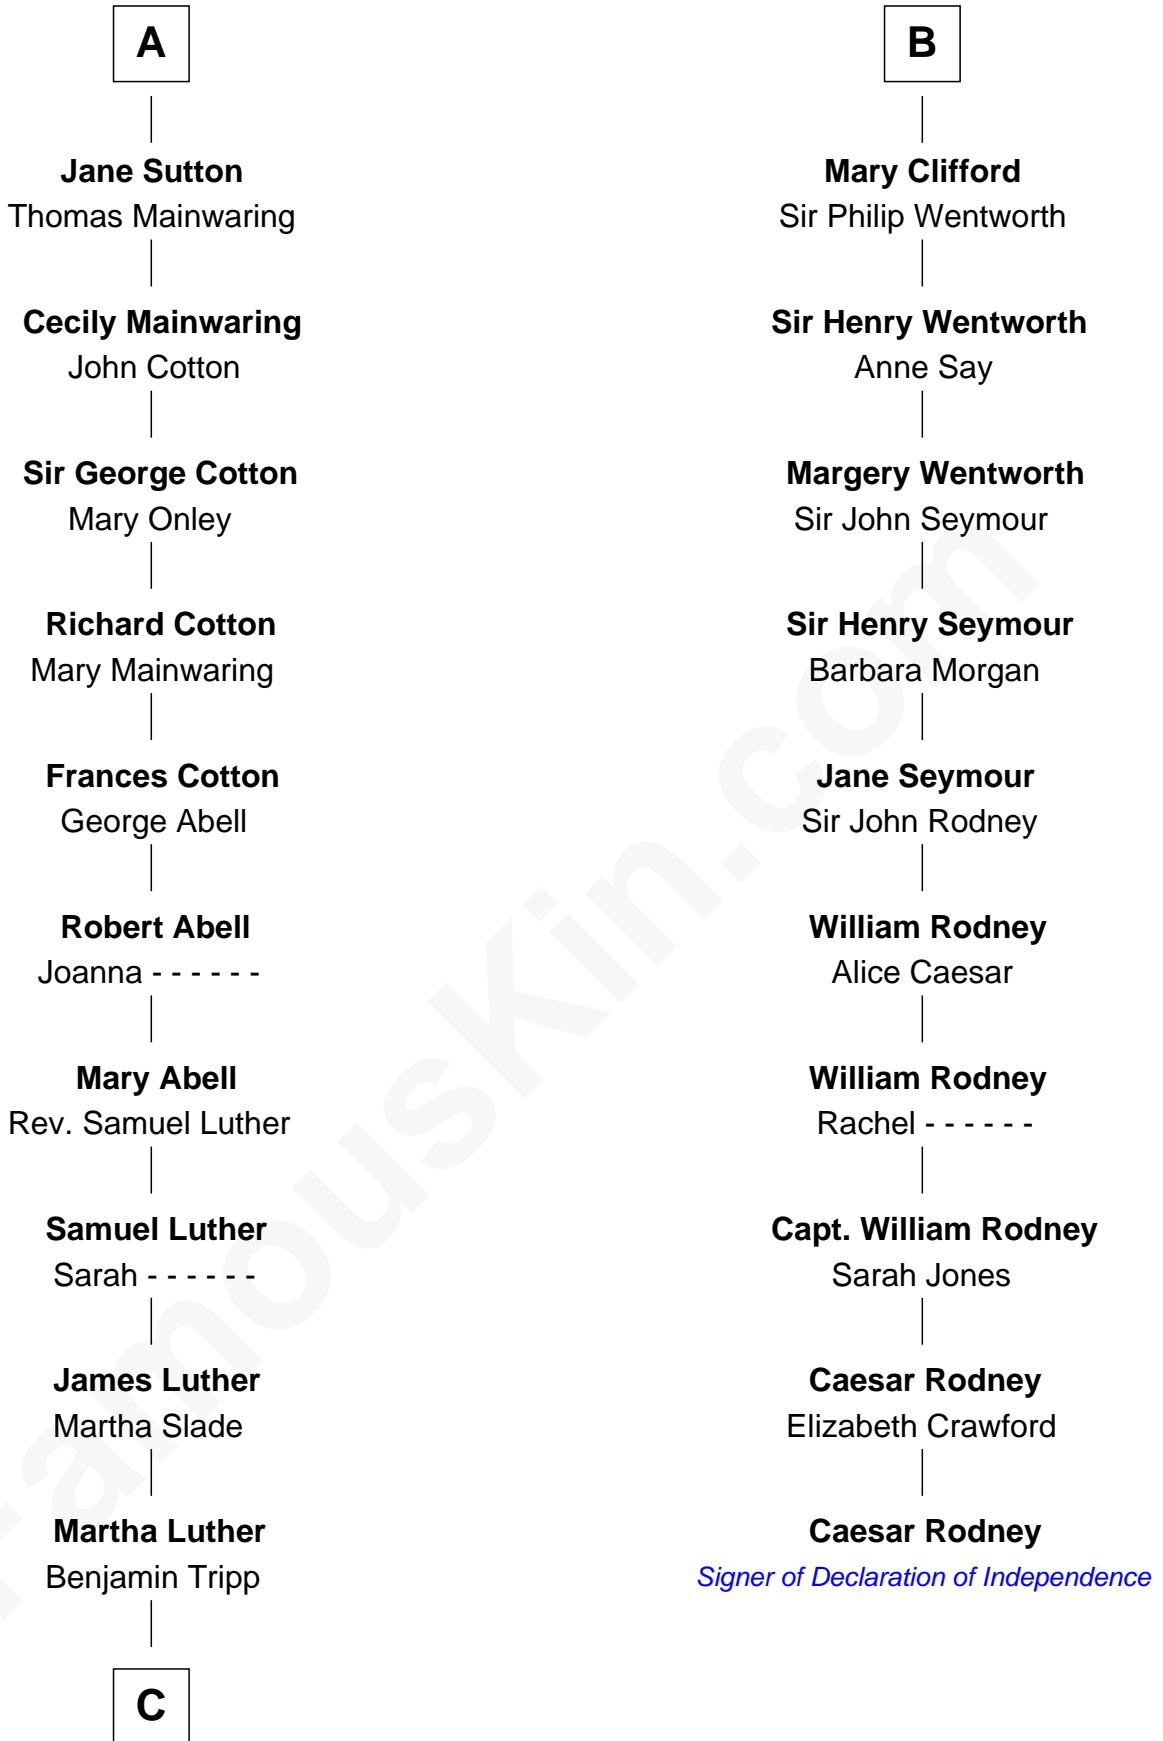 A
Jane Sutton
Thomas Mainwaring
Cecily Mainwaring
John Cotton
Sir George Cotton
Mary Onley
Richard Cotton
Mary Mainwaring
Frances Cotton
George Abell
Robert Abell
Joanna - - - - - -
Mary Abell
Rev. Samuel Luther
Samuel Luther
Sarah - - - - - -
James Luther
Martha Slade
Martha Luther
Benjamin Tripp
C
B
Mary Clifford
Sir Philip Wentworth
Sir Henry Wentworth
Anne Say
Margery Wentworth
Sir John Seymour
Sir Henry Seymour
Barbara Morgan
Jane Seymour
Sir John Rodney
William Rodney
Alice Caesar
William Rodney
Rachel - - - - - -
Capt. William Rodney
Sarah Jones
Caesar Rodney
Elizabeth Crawford
Caesar Rodney
Signer of Declaration of Independence
FamousKin.com